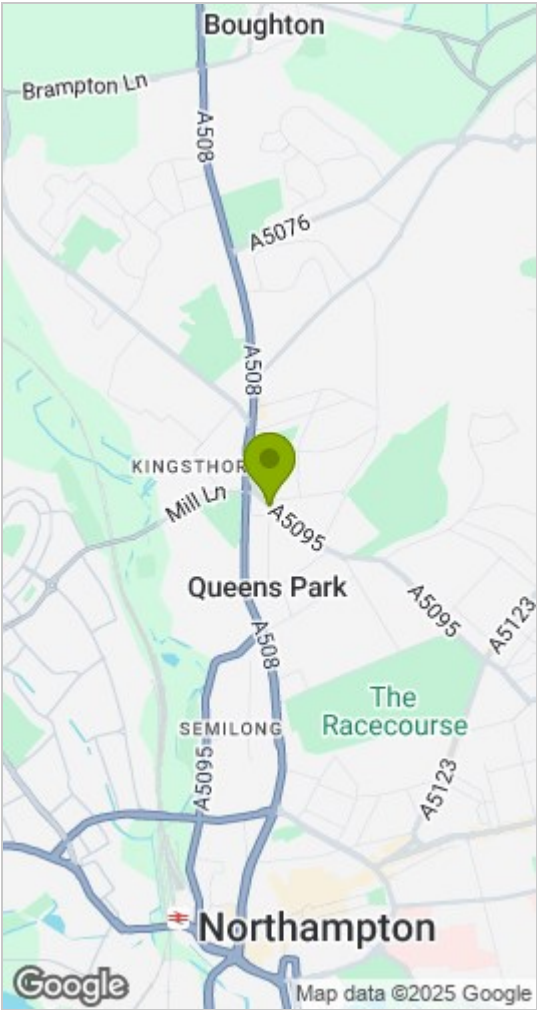 Boughton
Brampton Ln
A508
A5076
A508
KINGSTHOR
Mill Ln
A5095
Queens Park
A5095
A5123
A508
The
Racecourse
SEMILONG
A5095
A5123
Northampton
Google
Map data ©2025 Google